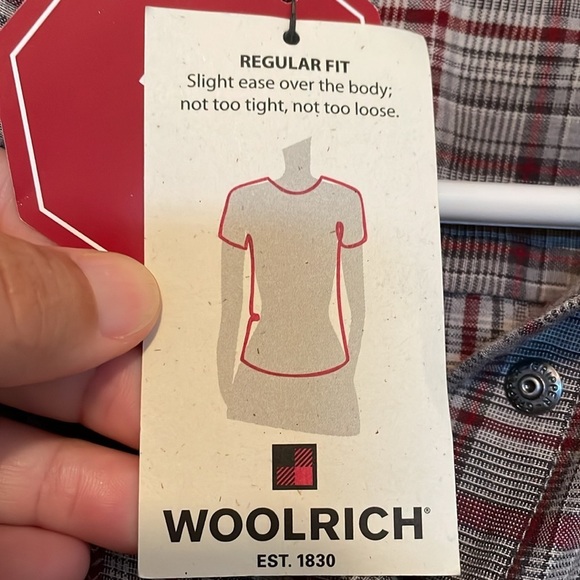 REGULAR FIT
Slight ease over the body;
not too tight, not too loose.
WOOLRICH®
EST. 1830